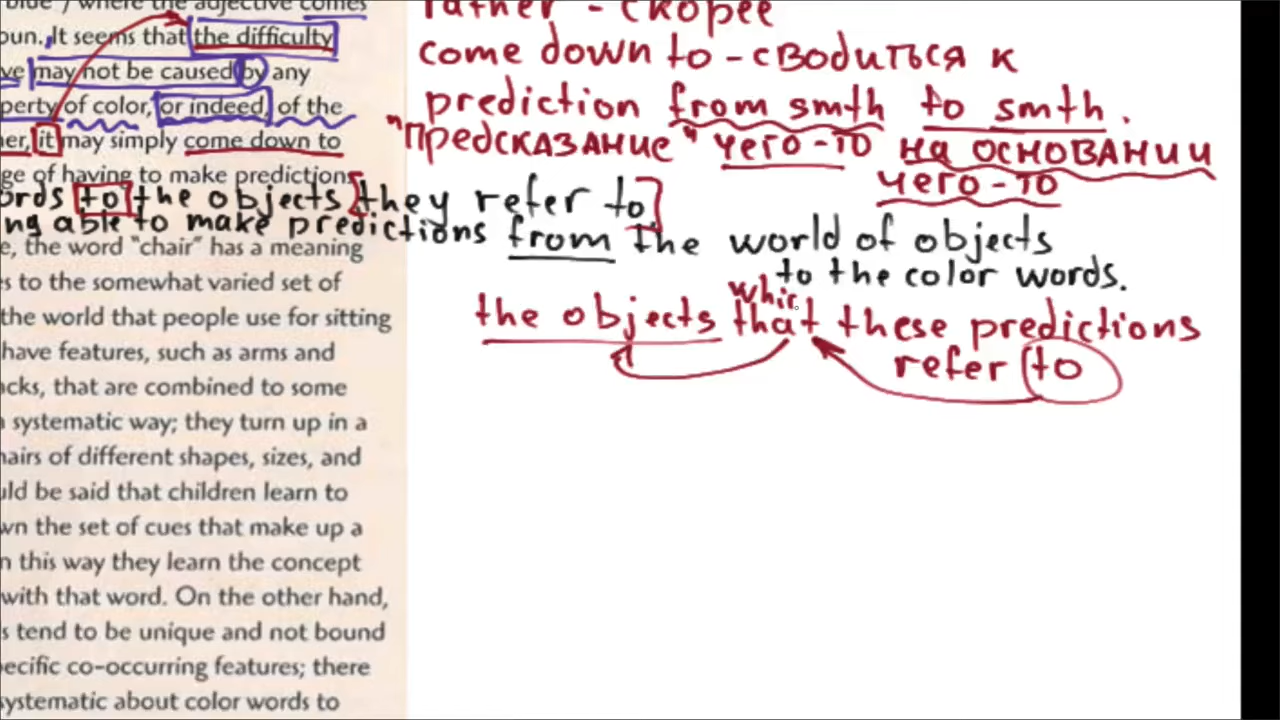 blue") where the adjective comes
oun. It seems that the difficulty
ve may not be caused by any
perty of color, or indeed, of the
her, it may simply come down to
ge of having to make predictions
ords to the objects they refer to
ng able to make predictions from the world of objects
to the color words.
e, the word "chair" has a meaning
es to the somewhat varied set of
the world that people use for sitting
have features, such as arms and
acks, that are combined to some
a systematic way; they turn up in a
hairs of different shapes, sizes, and
uld be said that children learn to
wn the set of cues that make up a
n this way they learn the concept
with that word. On the other hand,
s tend to be unique and not bound
pecific co-occurring features; there
systematic about color words to
rather - скорее
come down to - сводиться к
prediction from smth to smth.
"предсказание" чего-то на основании
чего-то
whic
the objects that these predictions
refer to